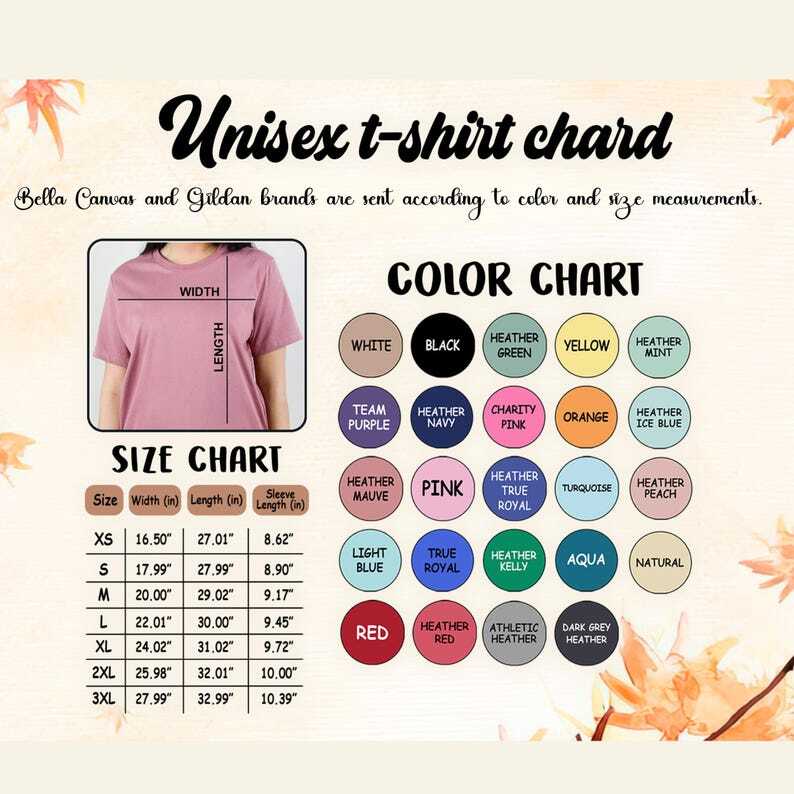 Unisex t-shirt chard
Bella Canvas and Gildan brands are sent according to color and size measurements.
WIDTH
LENGTH
SIZE CHART
Size Width (in) Length (in) Sleeve Length (in)
XS 16.50” 27.01” 8.62”
S 17.99” 27.99” 8.90”
M 20.00” 29.02” 9.17”
L 22.01” 30.00” 9.45”
XL 24.02” 31.02” 9.72”
2XL 25.98” 32.01” 10.00”
3XL 27.99” 32.99” 10.39”
COLOR CHART
WHITE BLACK HEATHER GREEN YELLOW HEATHER MINT
TEAM PURPLE HEATHER NAVY CHARITY PINK ORANGE HEATHER ICE BLUE
HEATHER MAUVE PINK HEATHER TRUE ROYAL TURQUOISE HEATHER PEACH
LIGHT BLUE TRUE ROYAL HEATHER KELLY AQUA NATURAL
RED HEATHER RED ATHLETIC HEATHER DARK GREY HEATHER